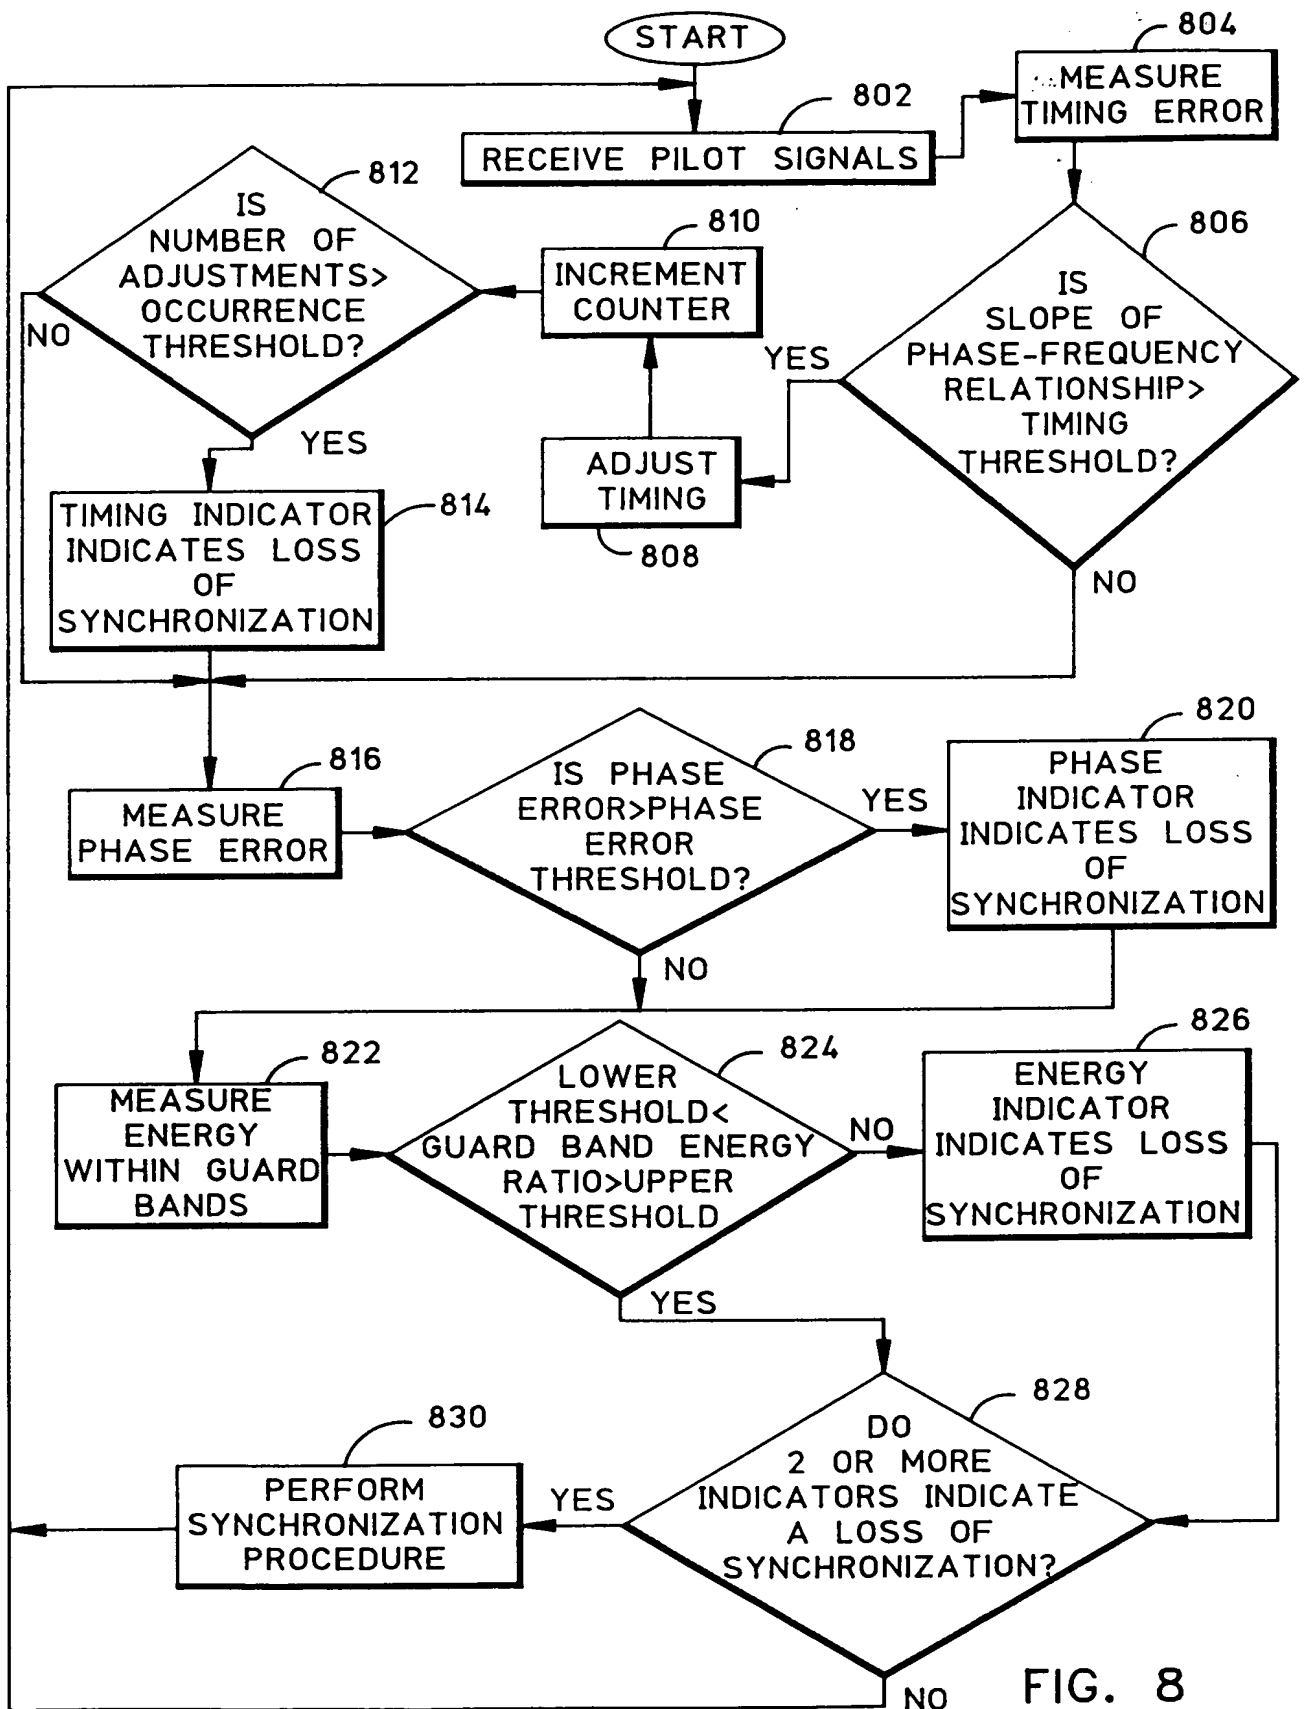 START
804
MEASURE
TIMING ERROR
802
RECEIVE PILOT SIGNALS
812
IS
NUMBER OF
ADJUSTMENTS>
OCCURRENCE
THRESHOLD?
NO
YES
810
INCREMENT
COUNTER
806
IS
SLOPE OF
PHASE-FREQUENCY
RELATIONSHIP>
TIMING
THRESHOLD?
YES
NO
ADJUST
TIMING
808
TIMING INDICATOR
INDICATES LOSS
OF
SYNCHRONIZATION
814
816
MEASURE
PHASE ERROR
818
IS PHASE
ERROR>PHASE
ERROR
THRESHOLD?
YES
NO
820
PHASE
INDICATOR
INDICATES LOSS
OF
SYNCHRONIZATION
822
MEASURE
ENERGY
WITHIN GUARD
BANDS
824
LOWER
THRESHOLD<
GUARD BAND ENERGY
RATIO>UPPER
THRESHOLD
NO
YES
826
ENERGY
INDICATOR
INDICATES LOSS
OF
SYNCHRONIZATION
828
DO
2 OR MORE
INDICATORS INDICATE
A LOSS OF
SYNCHRONIZATION?
YES
NO
830
PERFORM
SYNCHRONIZATION
PROCEDURE
FIG. 8